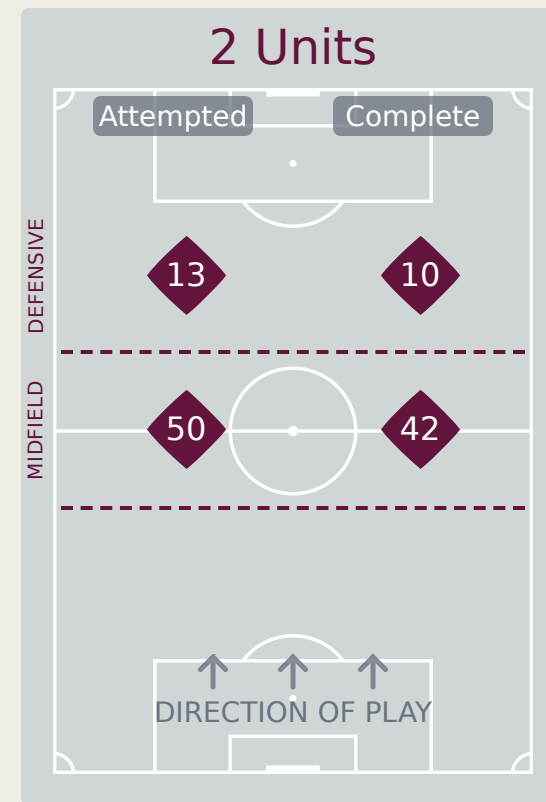 2 Units
Attempted Complete
DEFENSIVE
13 10
MIDFIELD
50 42
DIRECTION OF PLAY